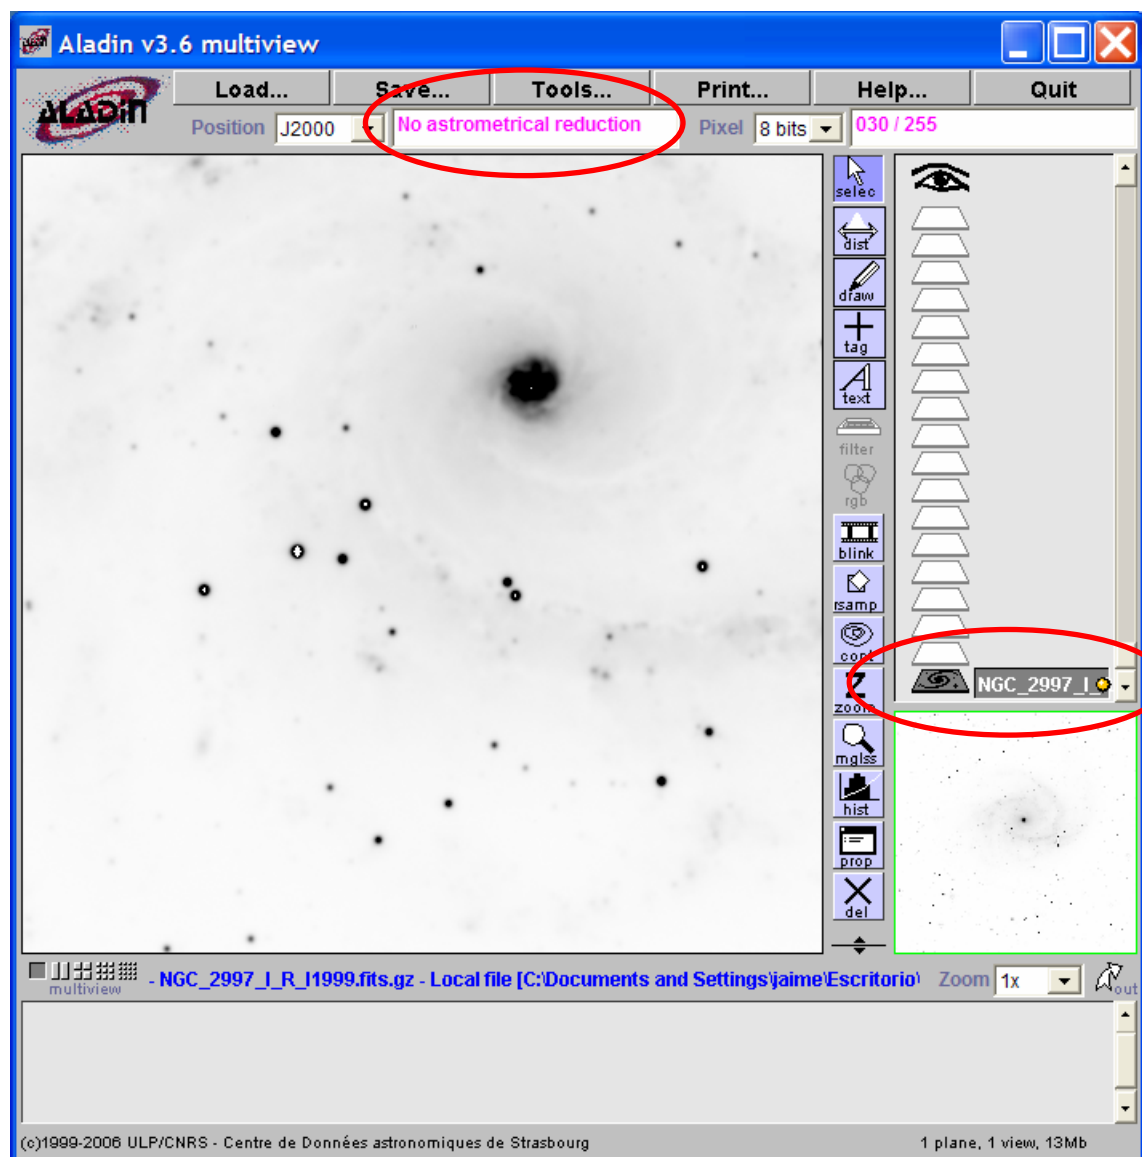 Aladin v3.6 multiview
ALADiN
Load... Save... Tools... Print... Help... Quit
Position J2000 No astrometrical reduction Pixel 8 bits 030 / 255
selec
dist
draw
tag
text
filter
rgb
blink
rsamp
cont
zoom
mglss
hist
prop
del
NGC_2997_I_
multiview - NGC_2997_I_R_I1999.fits.gz - Local file [C:\Documents and Settings\jaime\Escritorio\ Zoom 1x out
(c)1999-2006 ULP/CNRS - Centre de Données astronomiques de Strasbourg 1 plane, 1 view, 13Mb